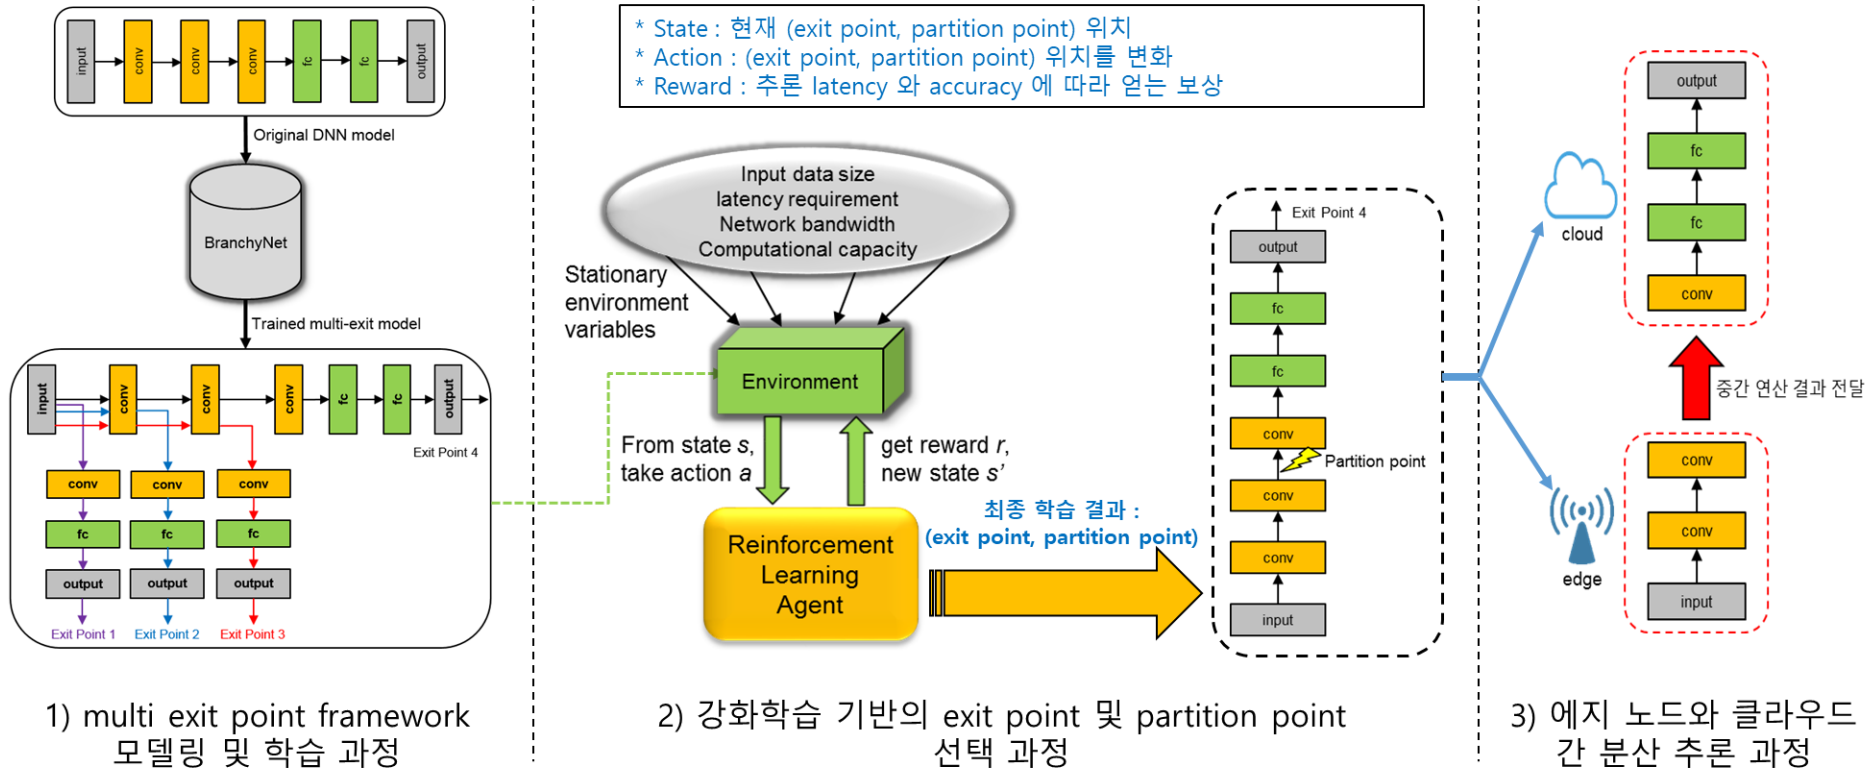 input
conv
conv
conv
fc
fc
output
Original DNN model
BranchyNet
Trained multi-exit model
input
conv
conv
conv
fc
fc
output
Exit Point 4
conv
conv
conv
fc
fc
fc
output
output
output
Exit Point 1
Exit Point 2
Exit Point 3
1) multi exit point framework
모델링 및 학습 과정
* State : 현재 (exit point, partition point) 위치
* Action : (exit point, partition point) 위치를 변화
* Reward : 추론 latency 와 accuracy 에 따라 얻는 보상
Input data size
latency requirement
Network bandwidth
Computational capacity
Stationary
environment
variables
Environment
From state s,
take action a
get reward r,
new state s’
Reinforcement
Learning
Agent
최종 학습 결과 :
(exit point, partition point)
Exit Point 4
output
fc
fc
conv
Partition point
conv
conv
input
2) 강화학습 기반의 exit point 및 partition point
선택 과정
cloud
output
fc
fc
conv
중간 연산 결과 전달
edge
conv
conv
input
3) 에지 노드와 클라우드
간 분산 추론 과정